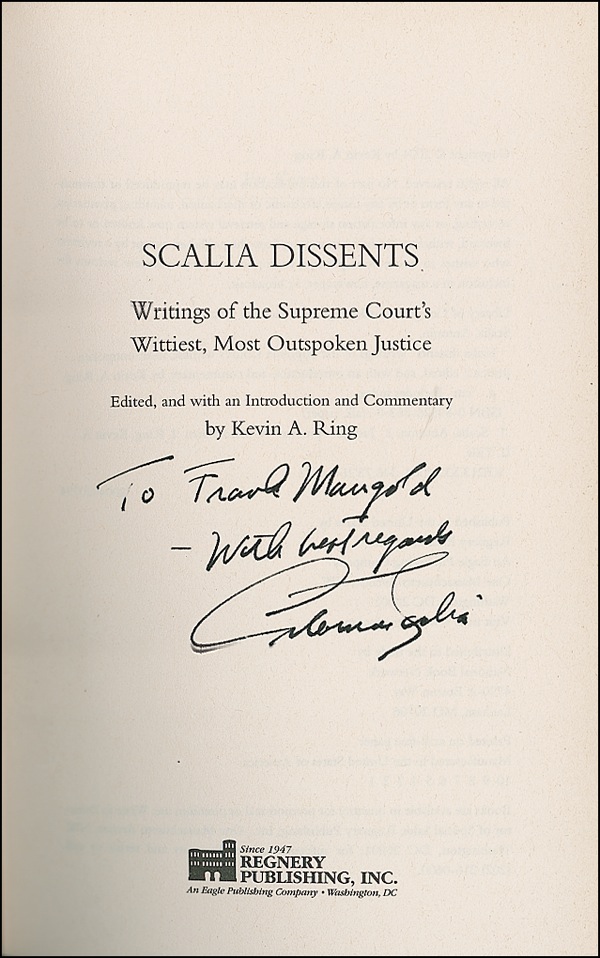 SCALIA DISSENTS
Writings of the Supreme Court's
Wittiest, Most Outspoken Justice
Edited, and with an Introduction and Commentary
by Kevin A. Ring
To Frank Mangold
– With best regards
Antonin Scalia
Since 1947
REGNERY
PUBLISHING, INC.
An Eagle Publishing Company • Washington, DC